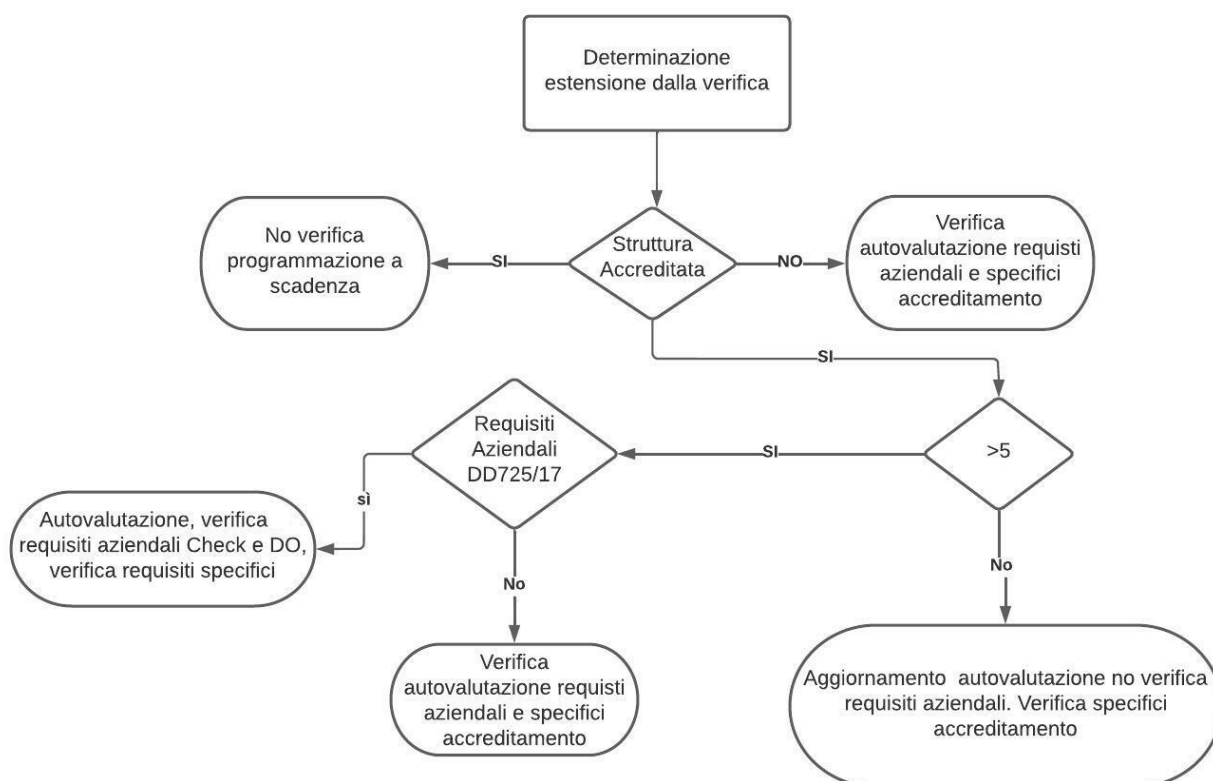 Determinazione
estensione dalla verifica
No verifica
programmazione a
scadenza
SI
Struttura
Accreditata
NO
Verifica
autovalutazione requisti
aziendali e specifici
accreditamento
SI
Requisiti
Aziendali
DD725/17
SI
>5
sì
Autovalutazione, verifica
requisiti aziendali Check e DO,
verifica requisiti specifici
No
No
Verifica
autovalutazione requisti
aziendali e specifici
accreditamento
Aggiornamento autovalutazione no verifica
requisiti aziendali. Verifica specifici
accreditamento